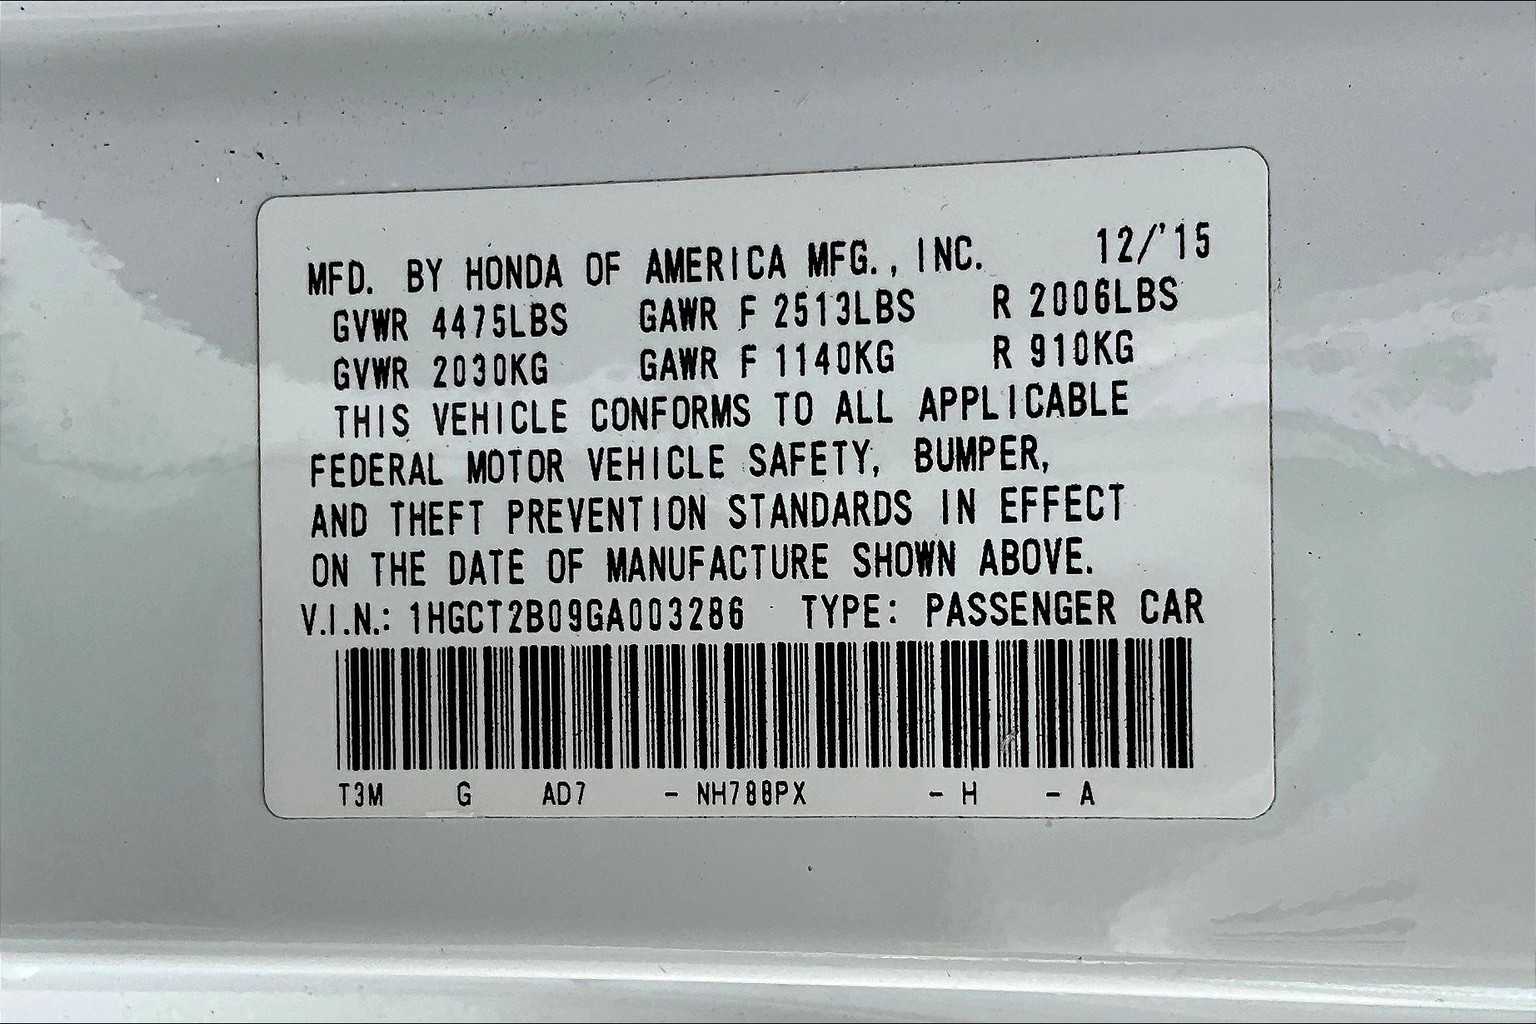 MFD. BY HONDA OF AMERICA MFG., INC. 12/'15
GVWR 4475LBS GAWR F 2513LBS R 2006LBS
GVWR 2030KG GAWR F 1140KG R 910KG
THIS VEHICLE CONFORMS TO ALL APPLICABLE
FEDERAL MOTOR VEHICLE SAFETY, BUMPER,
AND THEFT PREVENTION STANDARDS IN EFFECT
ON THE DATE OF MANUFACTURE SHOWN ABOVE.
V.I.N.: 1HGCT2B09GA003286 TYPE: PASSENGER CAR
T3M G AD7 - NH788PX - H - A